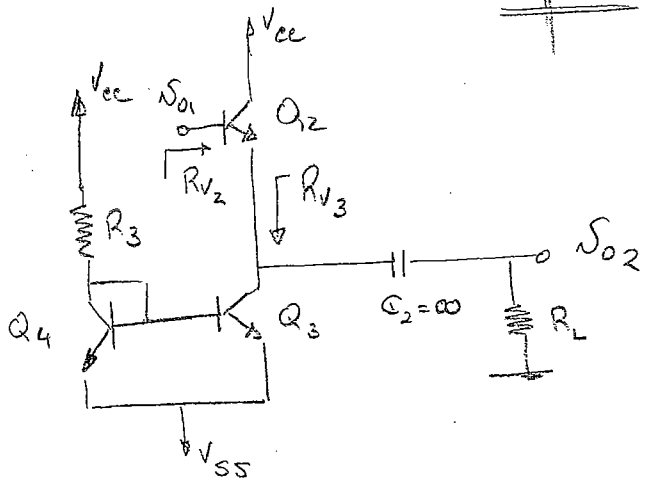 Vcc
Vcc
So1
Q2
Rv2
Rv3
R3
So2
C2=∞
RL
Q4
Q3
Vss